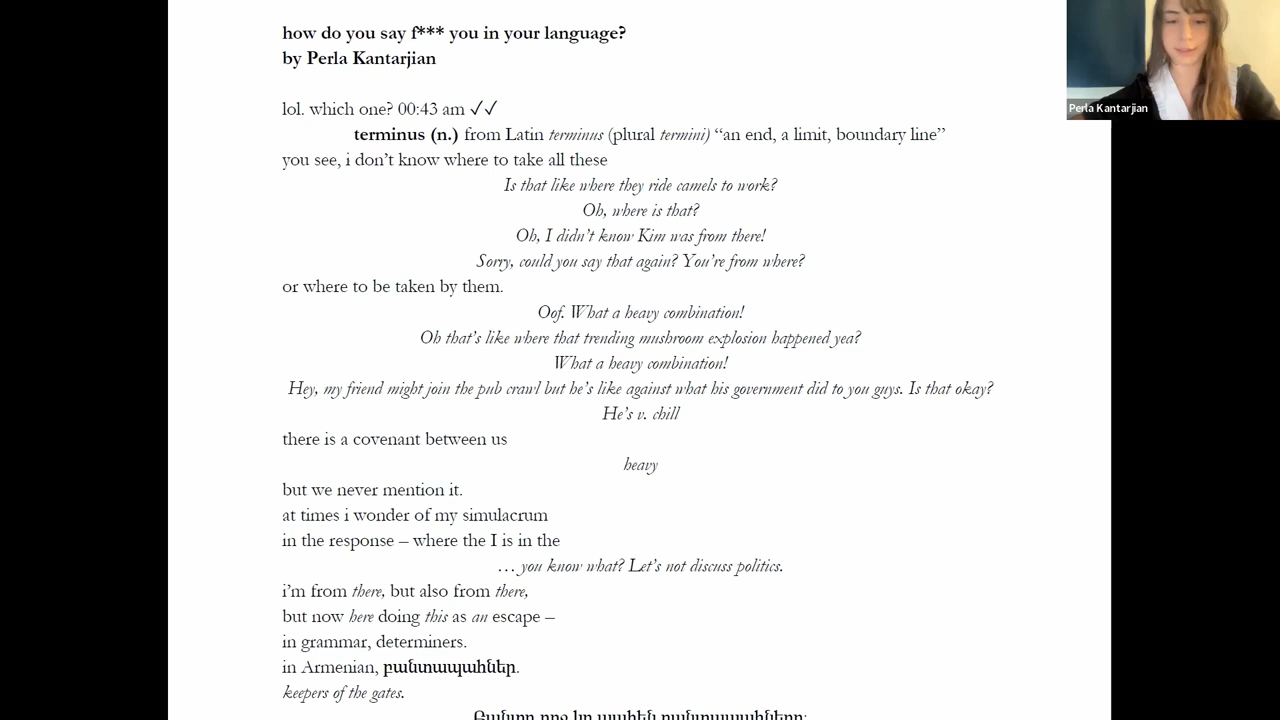 how do you say f*** you in your language?
by Perla Kantarjian
Perla Kantarjian
lol. which one? 00:43 am ✓✓
terminus (n.) from Latin terminus (plural termini) “an end, a limit, boundary line”
you see, i don’t know where to take all these
Is that like where they ride camels to work?
Oh, where is that?
Oh, I didn’t know Kim was from there!
Sorry, could you say that again? You’re from where?
or where to be taken by them.
Oof. What a heavy combination!
Oh that’s like where that trending mushroom explosion happened yea?
What a heavy combination!
Hey, my friend might join the pub crawl but he’s like against what his government did to you guys. Is that okay?
He’s v. chill
there is a covenant between us
heavy
but we never mention it.
at times i wonder of my simulacrum
in the response – where the I is in the
… you know what? Let’s not discuss politics.
i’m from there, but also from there,
but now here doing this as an escape –
in grammar, determiners.
in Armenian, բանտապահներ.
keepers of the gates.